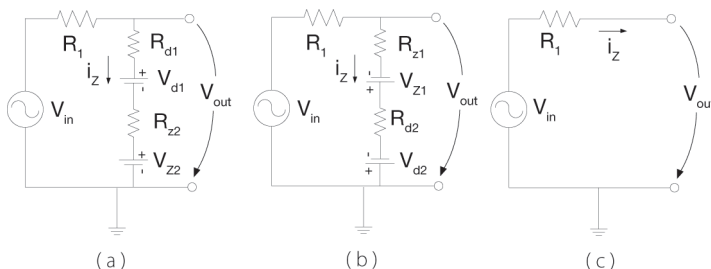 R1
Rd1
iZ
+
-
Vd1
Vin
Rz2
Vout
+
-
VZ2
(a)
R1
Rz1
iZ
-
+
VZ1
Vin
Rd2
Vout
-
+
Vd2
(b)
R1
iZ
Vin
Vou
(c)